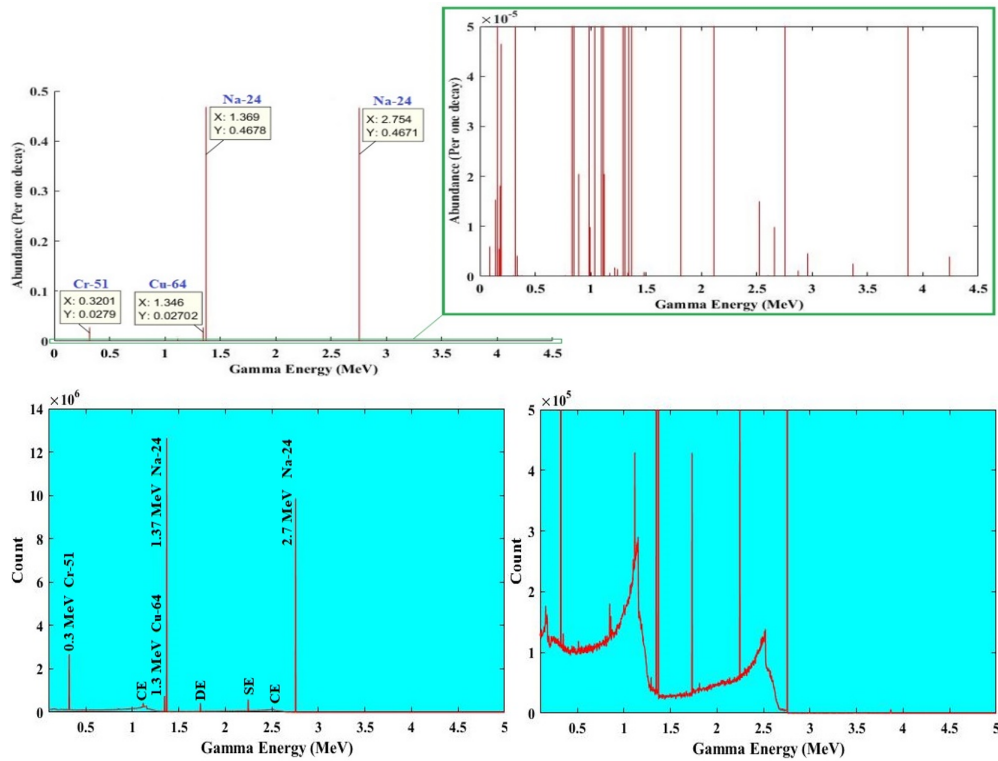 ×10⁻⁵
5
4
3
2
1
0
Abundance (Per one decay)
0 0.5 1 1.5 2 2.5 3 3.5 4 4.5
Gamma Energy (MeV)
0.5
0.4
0.3
0.2
0.1
0
Abundance (Per one decay)
Na-24
X: 1.369
Y: 0.4678
Na-24
X: 2.754
Y: 0.4671
Cr-51
X: 0.3201
Y: 0.0279
Cu-64
X: 1.346
Y: 0.02702
0 0.5 1 1.5 2 2.5 3 3.5 4 4.5
Gamma Energy (MeV)
×10⁶
14
12
10
8
6
4
2
0
Count
0.3 MeV Cr-51
CE
1.3 MeV Cu-64
1.37 MeV Na-24
DE
SE
CE
2.7 MeV Na-24
0.5 1 1.5 2 2.5 3 3.5 4 4.5 5
Gamma Energy (MeV)
×10⁵
5
4
3
2
1
0
Count
0.5 1 1.5 2 2.5 3 3.5 4 4.5 5
Gamma Energy (MeV)